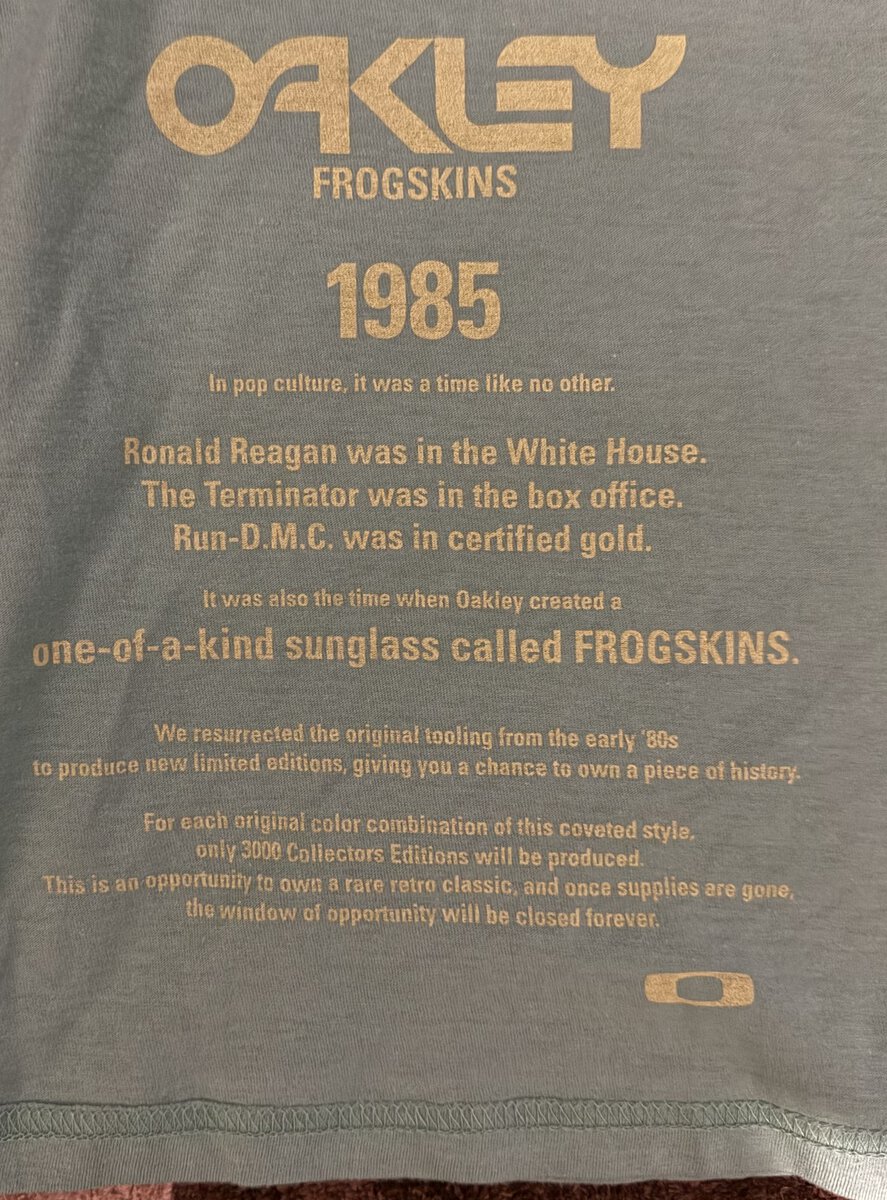 OAKLEY
FROGSKINS
1985
In pop culture, it was a time like no other.
Ronald Reagan was in the White House.
The Terminator was in the box office.
Run-D.M.C. was in certified gold.
It was also the time when Oakley created a
one-of-a-kind sunglass called FROGSKINS.
We resurrected the original tooling from the early '80s
to produce new limited editions, giving you a chance to own a piece of history.
For each original color combination of this coveted style,
only 3000 Collectors Editions will be produced.
This is an opportunity to own a rare retro classic, and once supplies are gone,
the window of opportunity will be closed forever.